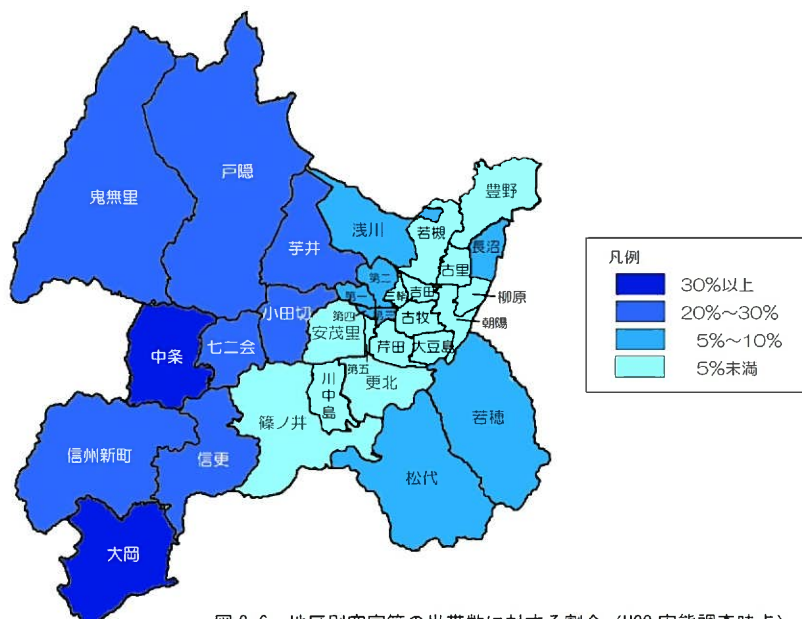 鬼無里
戸隠
豊野
浅川
若槻
長沼
芋井
古里
第二
第一
三輪
吉田
柳原
小田切
第四
第三
古牧
朝陽
安茂里
中条
七二会
芹田
大豆島
第五
川中島
更北
篠ノ井
若穂
信州新町
信更
松代
大岡
凡例
30%以上
20%~30%
5%~10%
5%未満